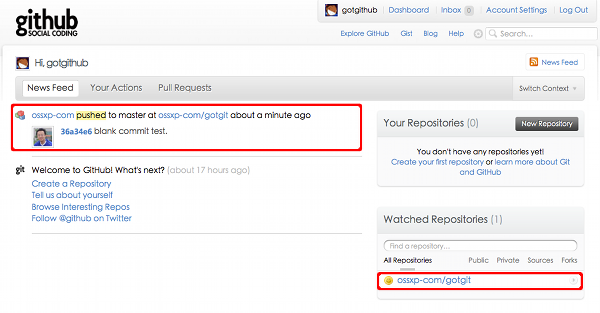 github
SOCIAL CODING
gotgithub Dashboard Inbox 0 Account Settings Log Out
Explore GitHub Gist Blog Help Search...
Hi, gotgithub
News Feed
News Feed Your Actions Pull Requests
Switch Context
ossxp-com pushed to master at ossxp-com/gotgit about a minute ago
36a34e6 blank commit test.
git Welcome to GitHub! What's next? (about 17 hours ago)
Create a Repository
Tell us about yourself
Browse Interesting Repos
Follow @github on Twitter
Your Repositories (0)
New Repository
You don't have any repositories yet!
Create your first repository or learn more about Git
and GitHub
Watched Repositories (1)
Find a repository...
All Repositories Public Private Sources Forks
ossxp-com/gotgit